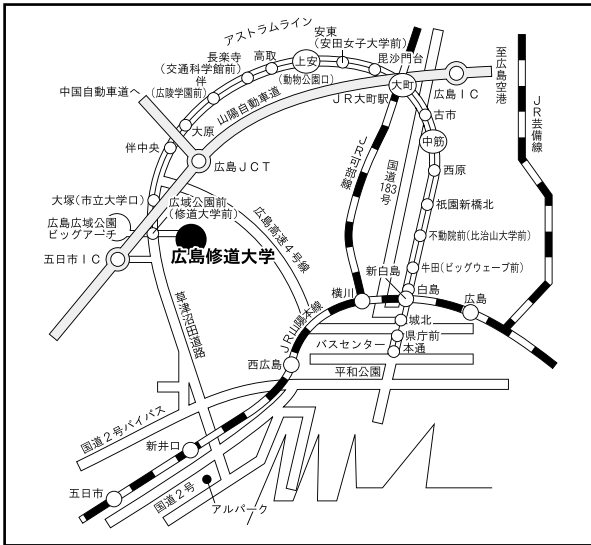 アストラムライン
安東
(安田女子大学前)
毘沙門台
上安
(動物公園口)
高取
長楽寺
(交通科学館前)
伴
(広陵学園前)
中国自動車道へ
山陽自動車道
JR大町駅
大町
広島IC
至広島空港
JR芸備線
大原
古市
伴中央
中筋
広島JCT
JR可部線
国道183号
西原
大塚(市立大学口)
広域公園前
(修道大学前)
祇園新橋北
広島広域公園
ビッグアーチ
広島修道大学
広島高速4号線
不動院前(比治山大学前)
五日市IC
新白島
牛田(ビッグウェーブ前)
白島
横川
広島
草津沼田道路
JR山陽本線
城北
県庁前
バスセンター
本通
西広島
平和公園
国道2号バイパス
新井口
五日市
国道2号
アルパーク